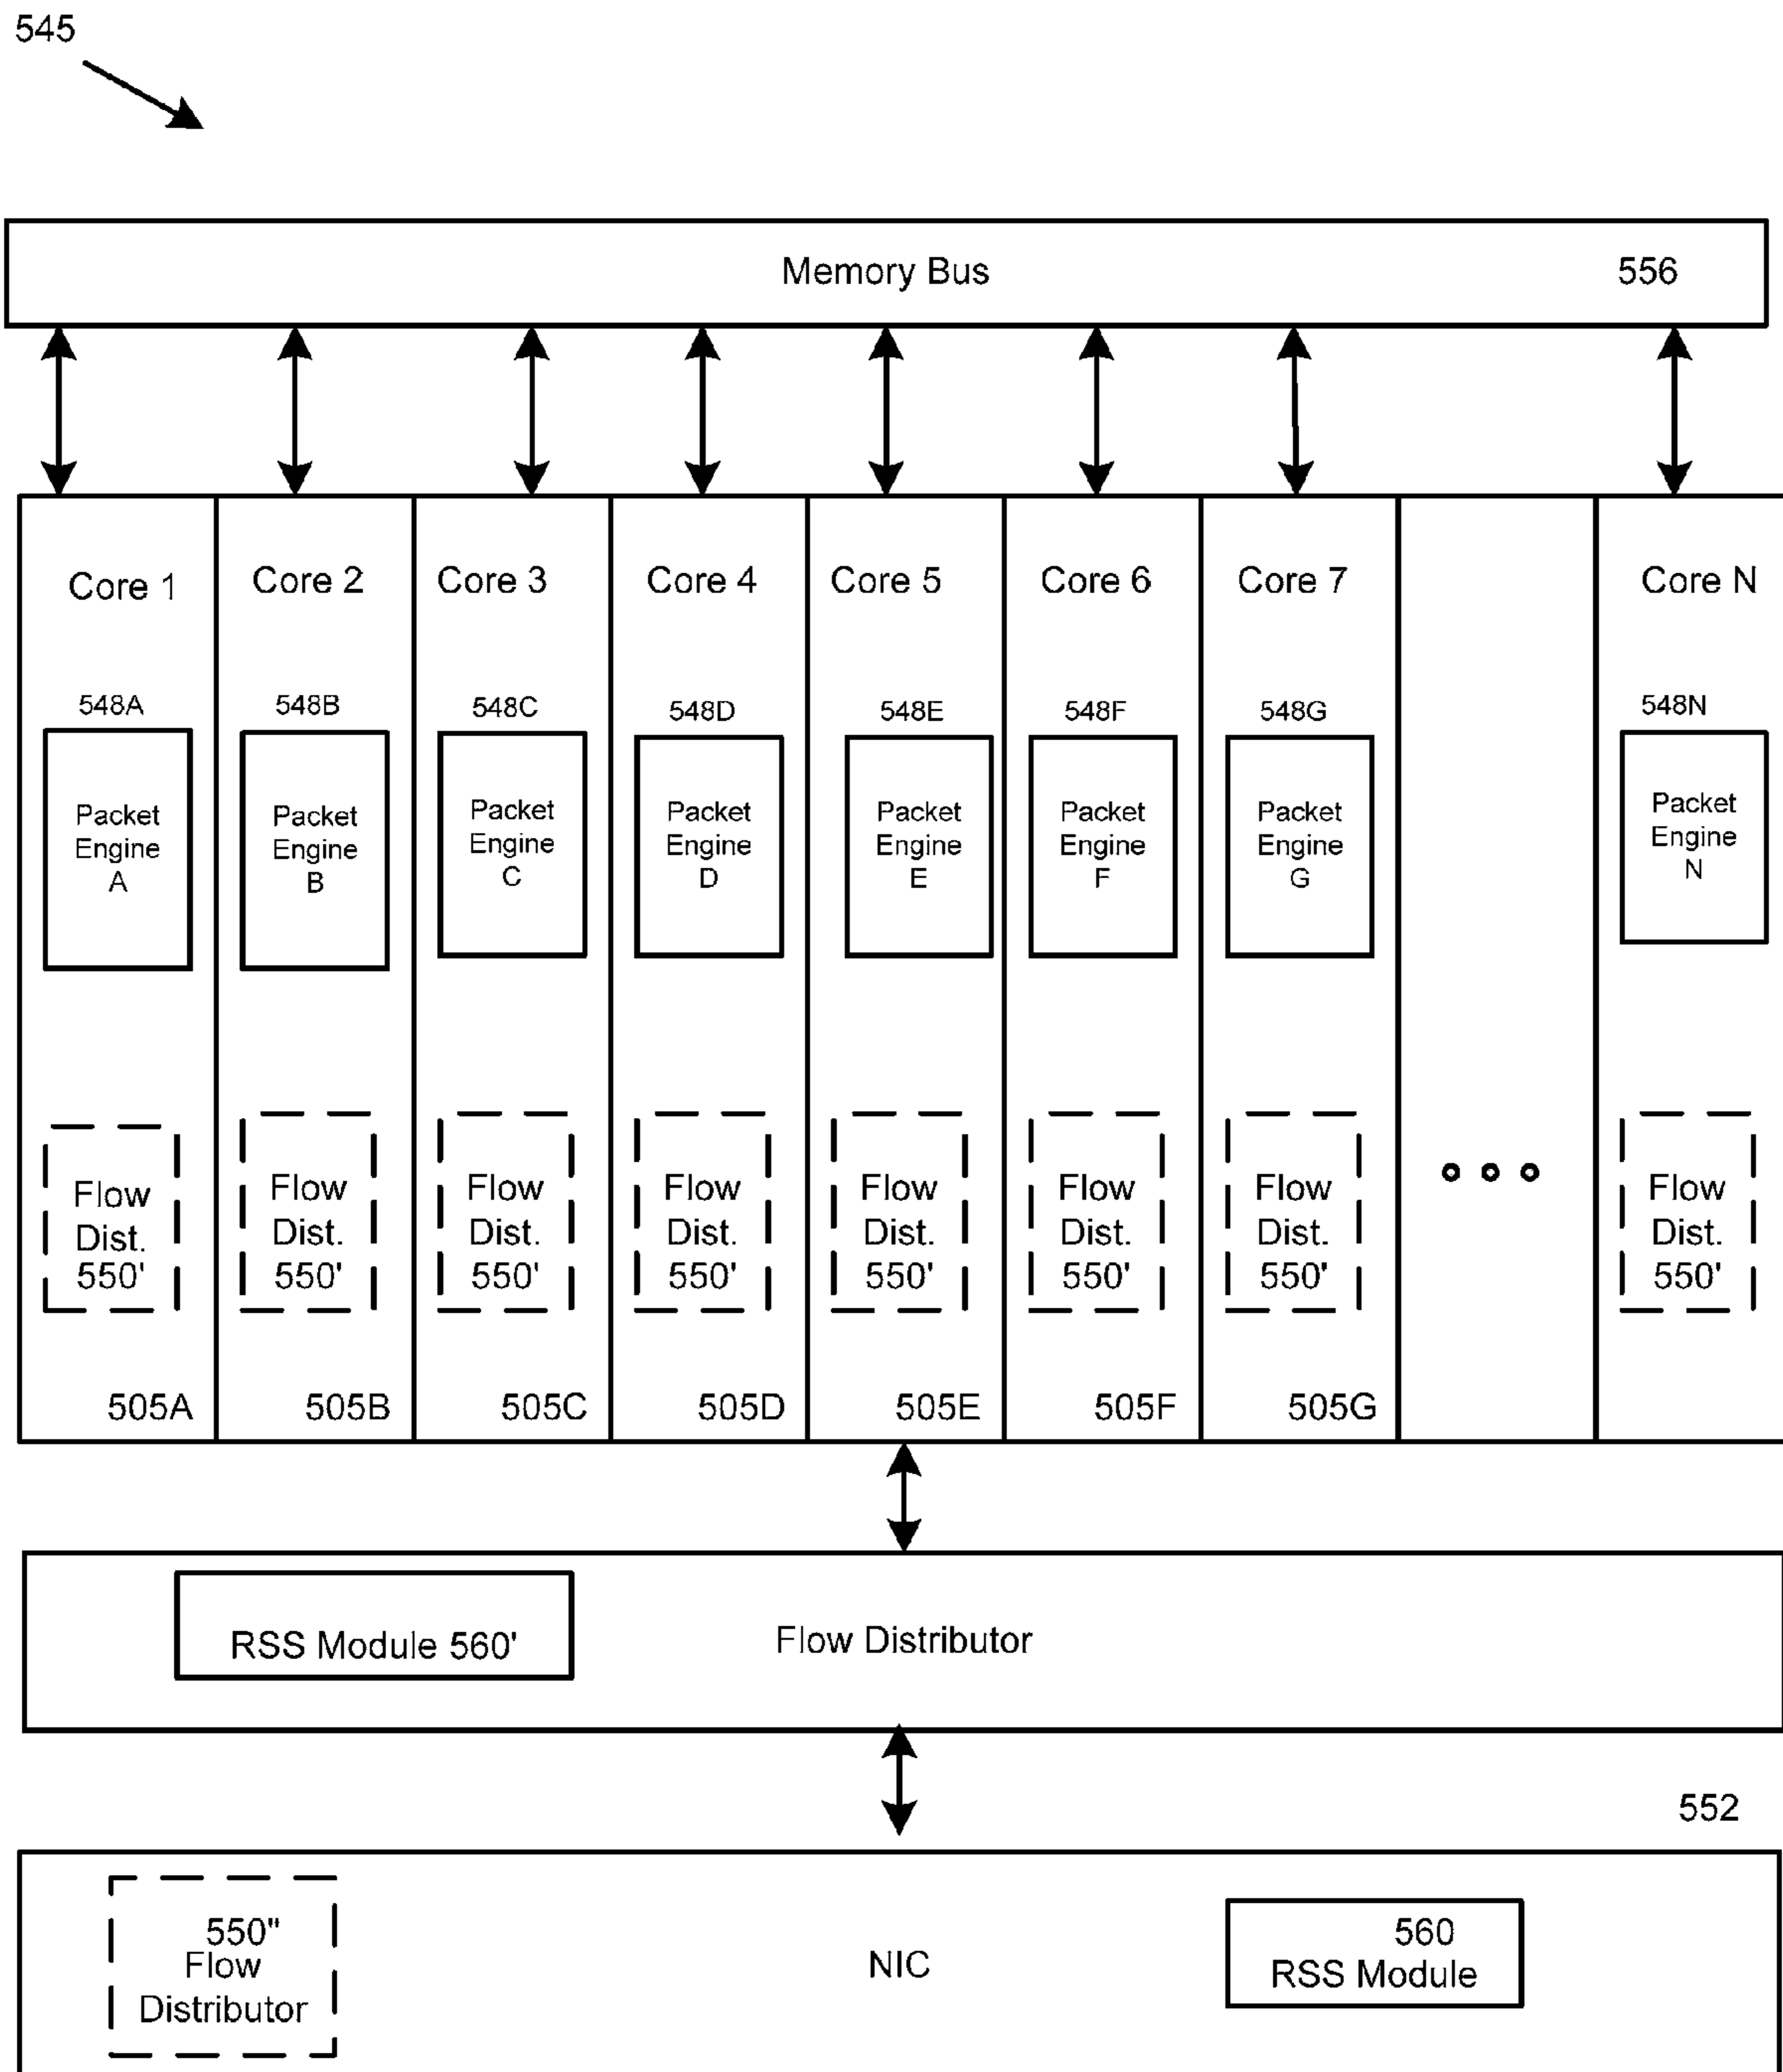 545
Memory Bus 556
Core 1 Core 2 Core 3 Core 4 Core 5 Core 6 Core 7 Core N
548A 548B 548C 548D 548E 548F 548G 548N
Packet Engine A
Packet Engine B
Packet Engine C
Packet Engine D
Packet Engine E
Packet Engine F
Packet Engine G
Packet Engine N
Flow Dist. 550'
Flow Dist. 550'
Flow Dist. 550'
Flow Dist. 550'
Flow Dist. 550'
Flow Dist. 550'
Flow Dist. 550'
Flow Dist. 550'
505A 505B 505C 505D 505E 505F 505G
RSS Module 560' Flow Distributor
552
550"
Flow
Distributor
NIC
560
RSS Module